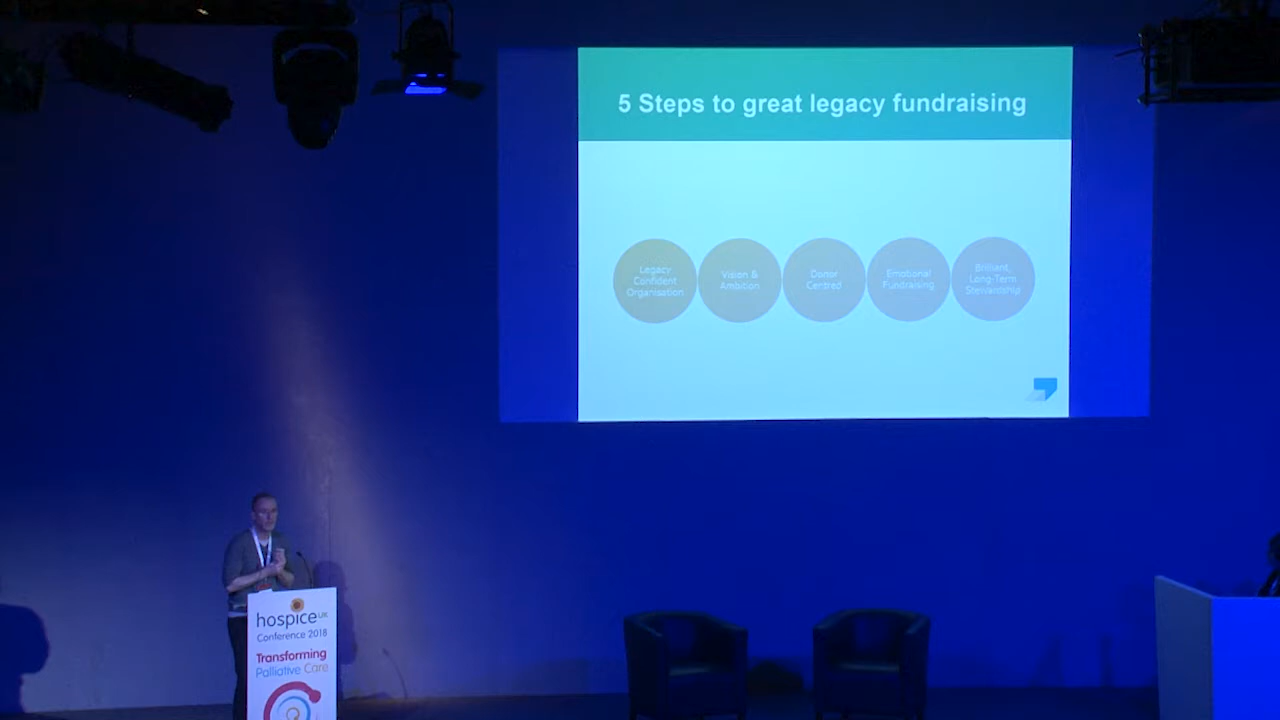 5 Steps to great legacy fundraising
Legacy
Confident
Organisation
Vision &
Ambition
Donor
Centred
Emotional
Fundraising
Brilliant,
Long-Term
Stewardship
hospice UK
Conference 2018
Transforming
Palliative Care